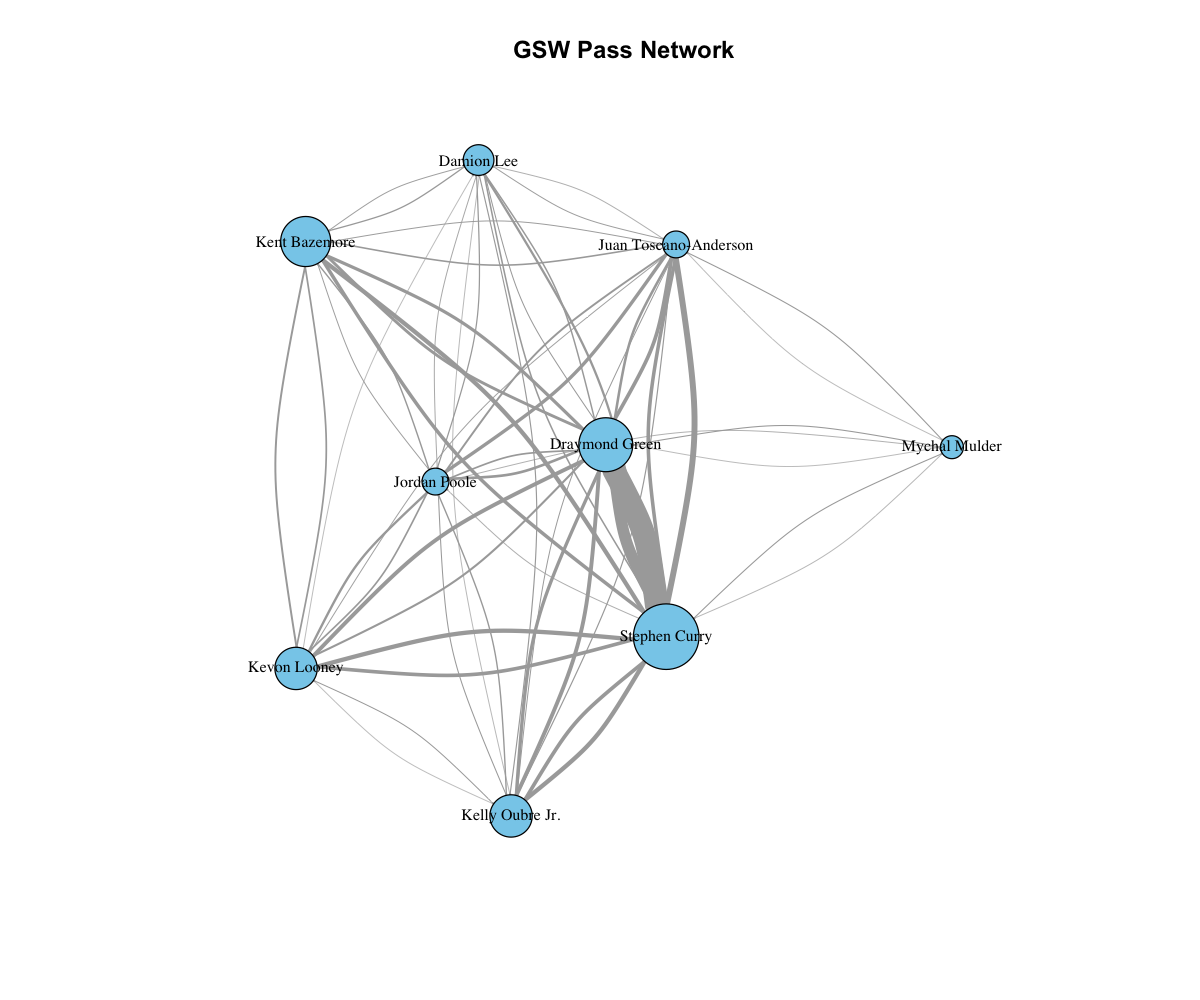 GSW Pass Network
Damion Lee
Kent Bazemore
Juan Toscano-Anderson
Draymond Green
Mychal Mulder
Jordan Poole
Stephen Curry
Kevon Looney
Kelly Oubre Jr.